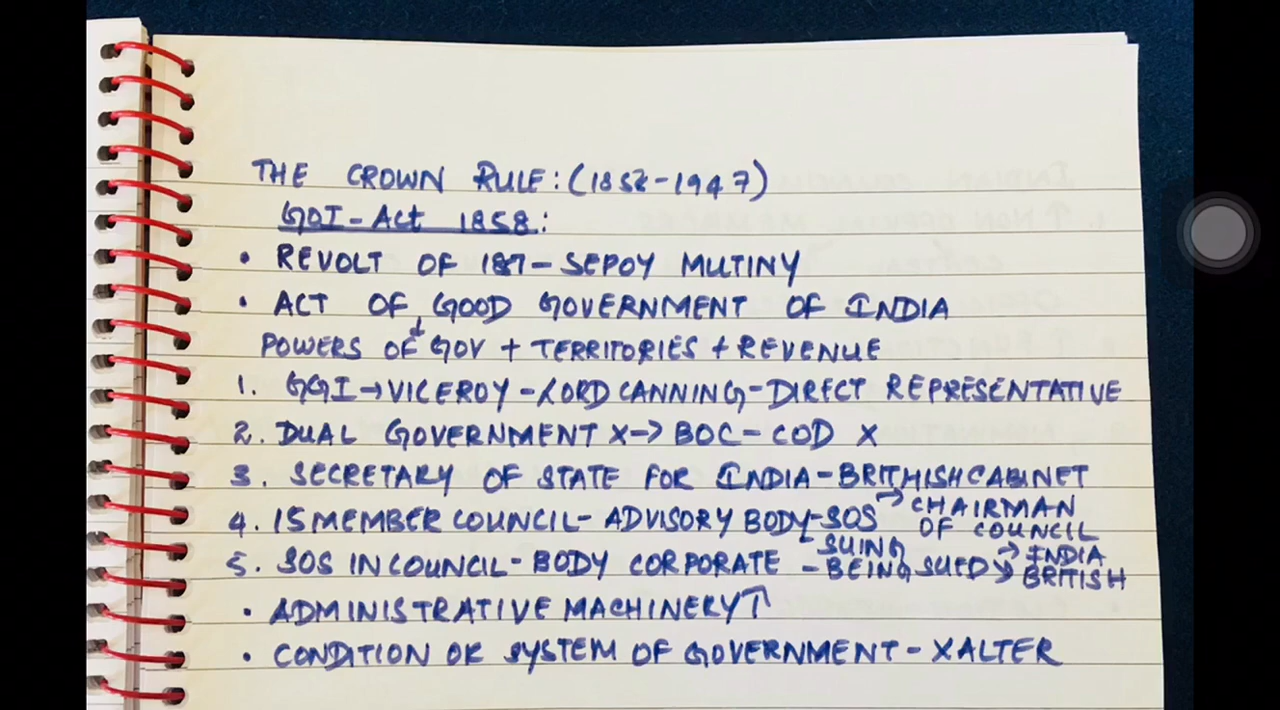 THE CROWN RULE: (1858-1947)
GOI-Act 1858:
• REVOLT OF 187-SEPOY MUTINY
• ACT OF GOOD GOVERNMENT OF INDIA
POWERS OF GOV + TERRITORIES + REVENUE
1. GGI→VICEROY-LORD CANNING-DIRECT REPRESENTATIVE
2. DUAL GOVERNMENT X→ BOC-COD X
3. SECRETARY OF STATE FOR INDIA-BRITHISH CABINET
4. 15 MEMBER COUNCIL-ADVISORY BODY-SOS → CHAIRMAN OF COUNCIL
5. SOS IN COUNCIL-BODY CORPORATE - SUING - BEING SUED → INDIA → BRITISH
• ADMINISTRATIVE MACHINERY↑
• CONDITION OR SYSTEM OF GOVERNMENT - X ALTER